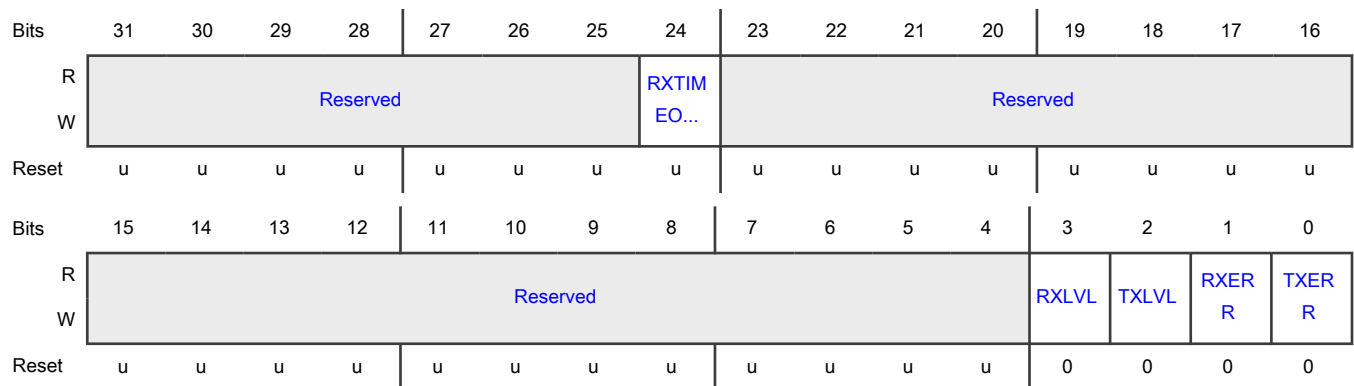 Bits 31 30 29 28 27 26 25 24 23 22 21 20 19 18 17 16
R
W
Reserved
RXTIM
EO...
Reserved
Reset u u u u u u u u u u u u u u u u
Bits 15 14 13 12 11 10 9 8 7 6 5 4 3 2 1 0
R
W
Reserved
RXLVL
TXLVL
RXER
R
TXER
R
Reset u u u u u u u u u u u u 0 0 0 0